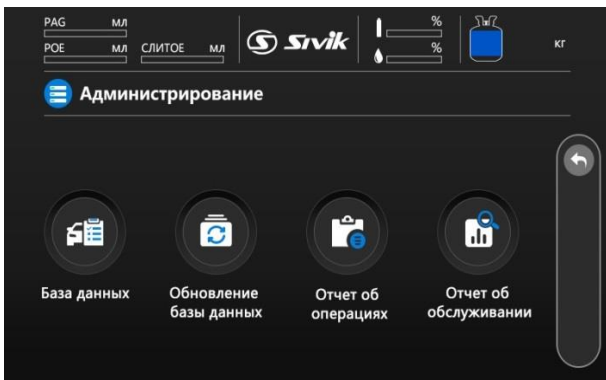 PAG мл
POE мл СЛИТОЕ мл
S Sivik
%
%
кг
Администрирование
База данных
Обновление
базы данных
Отчет об
операциях
Отчет об
обслуживании